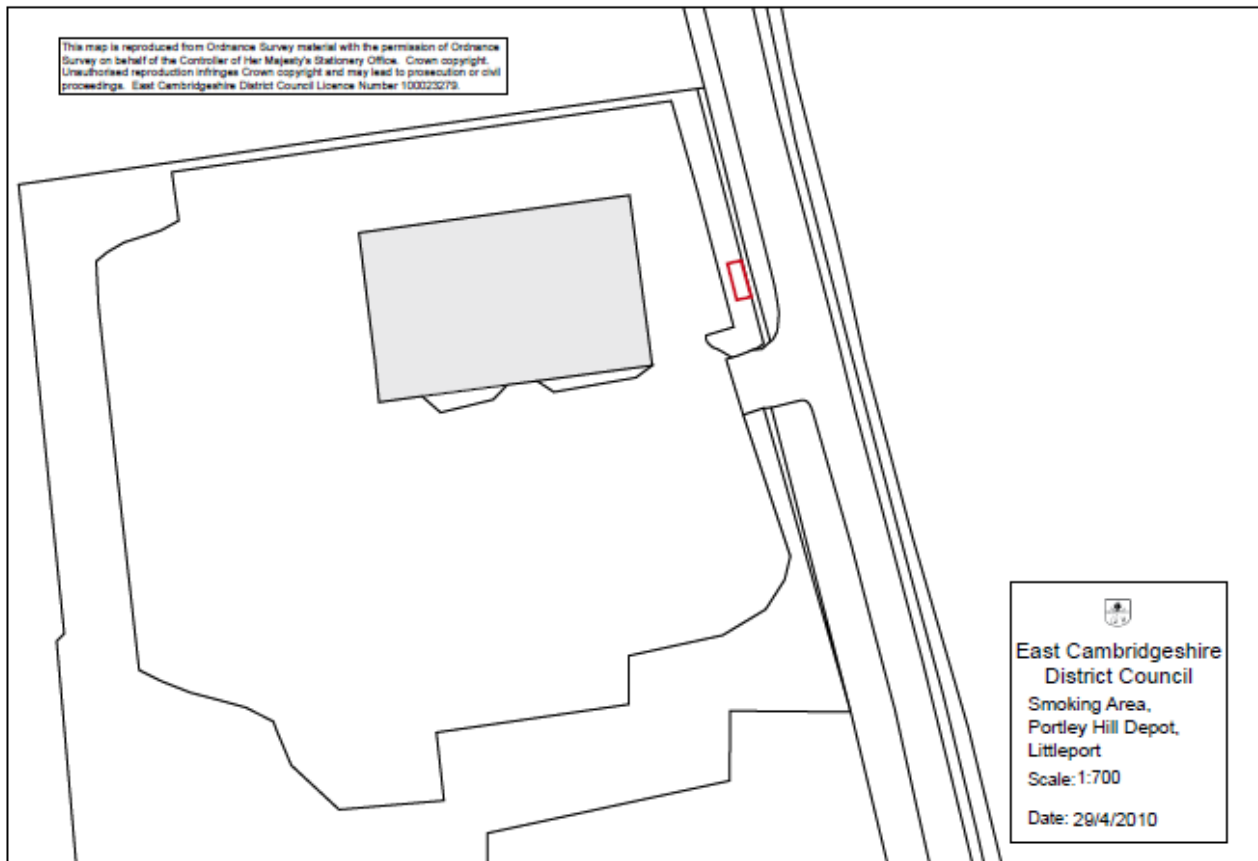 This map is reproduced from Ordnance Survey material with the permission of Ordnance
Survey on behalf of the Controller of Her Majesty's Stationery Office. Crown copyright.
Unauthorised reproduction infringes Crown copyright and may lead to prosecution or civil
proceedings. East Cambridgeshire District Council Licence Number 100023279.
East Cambridgeshire
District Council
Smoking Area,
Portley Hill Depot,
Littleport
Scale: 1:700
Date: 29/4/2010